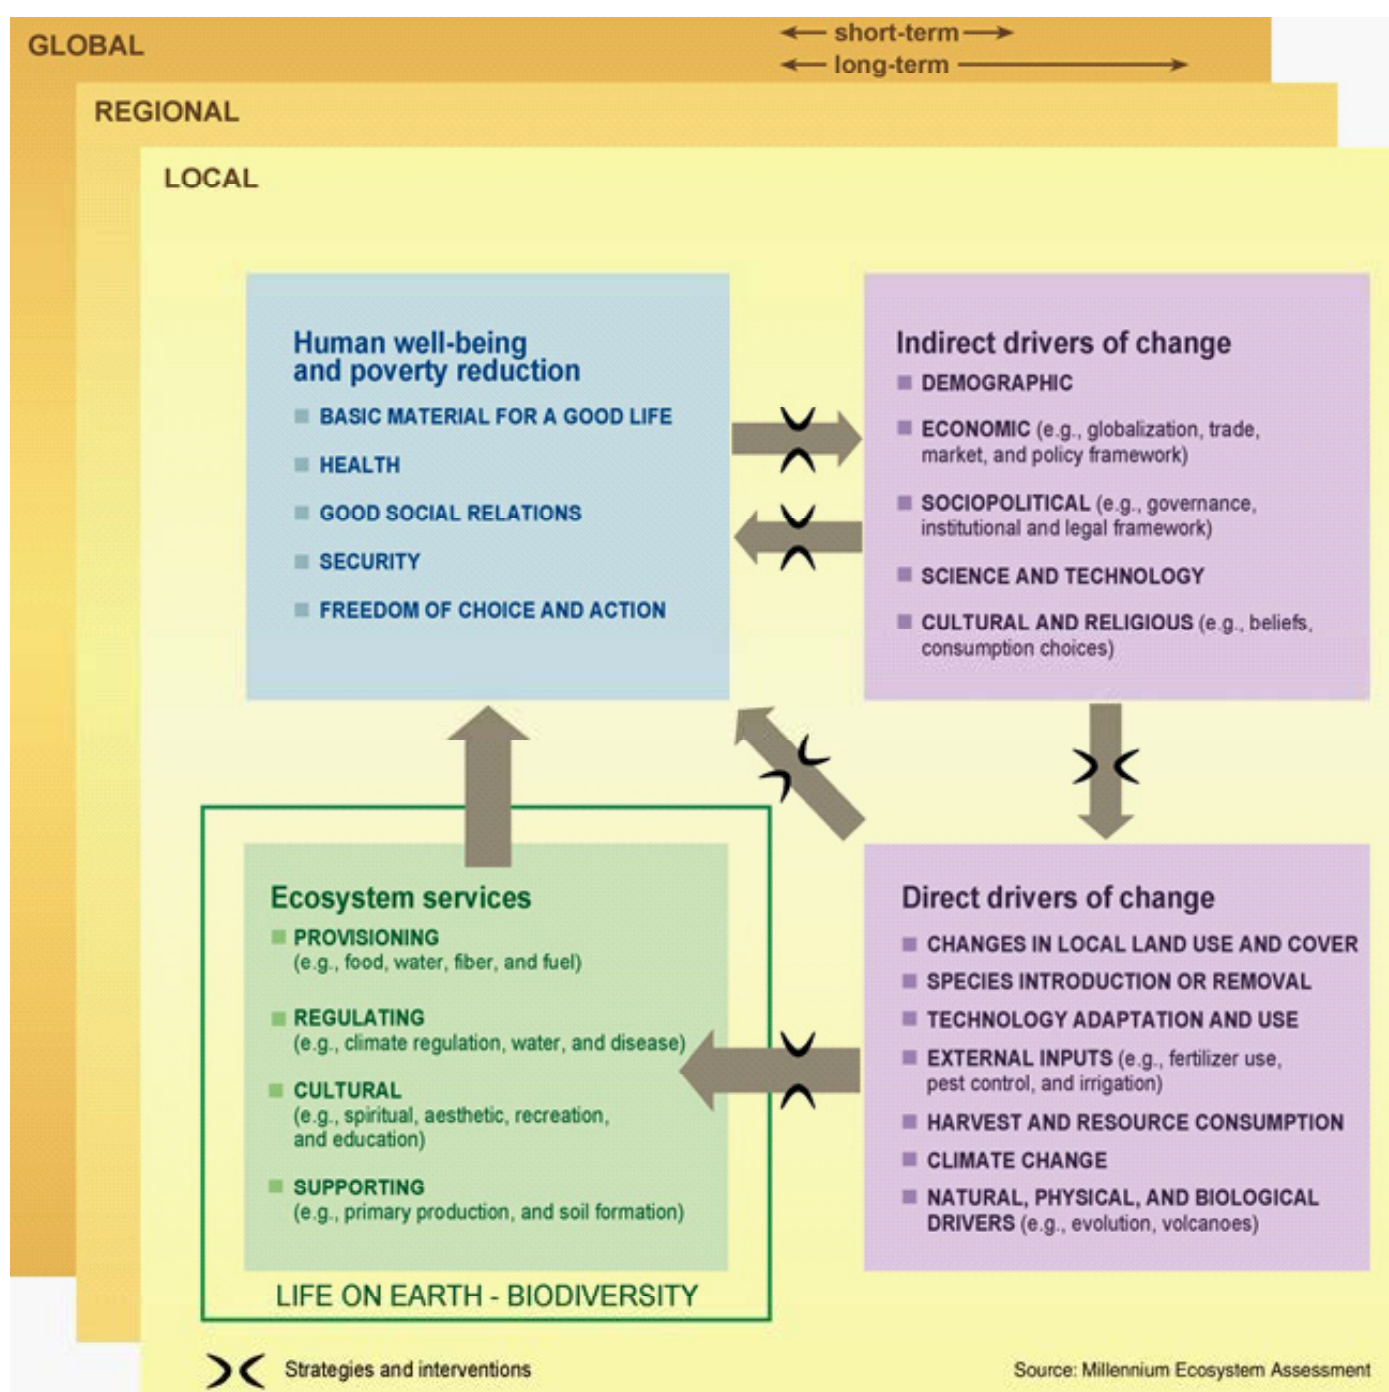 GLOBAL
short-term
long-term
REGIONAL
LOCAL
Human well-being
and poverty reduction
BASIC MATERIAL FOR A GOOD LIFE
HEALTH
GOOD SOCIAL RELATIONS
SECURITY
FREEDOM OF CHOICE AND ACTION
Indirect drivers of change
DEMOGRAPHIC
ECONOMIC (e.g., globalization, trade,
market, and policy framework)
SOCIOPOLITICAL (e.g., governance,
institutional and legal framework)
SCIENCE AND TECHNOLOGY
CULTURAL AND RELIGIOUS (e.g., beliefs,
consumption choices)
Ecosystem services
PROVISIONING
(e.g., food, water, fiber, and fuel)
REGULATING
(e.g., climate regulation, water, and disease)
CULTURAL
(e.g., spiritual, aesthetic, recreation,
and education)
SUPPORTING
(e.g., primary production, and soil formation)
LIFE ON EARTH - BIODIVERSITY
Direct drivers of change
CHANGES IN LOCAL LAND USE AND COVER
SPECIES INTRODUCTION OR REMOVAL
TECHNOLOGY ADAPTATION AND USE
EXTERNAL INPUTS (e.g., fertilizer use,
pest control, and irrigation)
HARVEST AND RESOURCE CONSUMPTION
CLIMATE CHANGE
NATURAL, PHYSICAL, AND BIOLOGICAL
DRIVERS (e.g., evolution, volcanoes)
Strategies and interventions
Source: Millennium Ecosystem Assessment